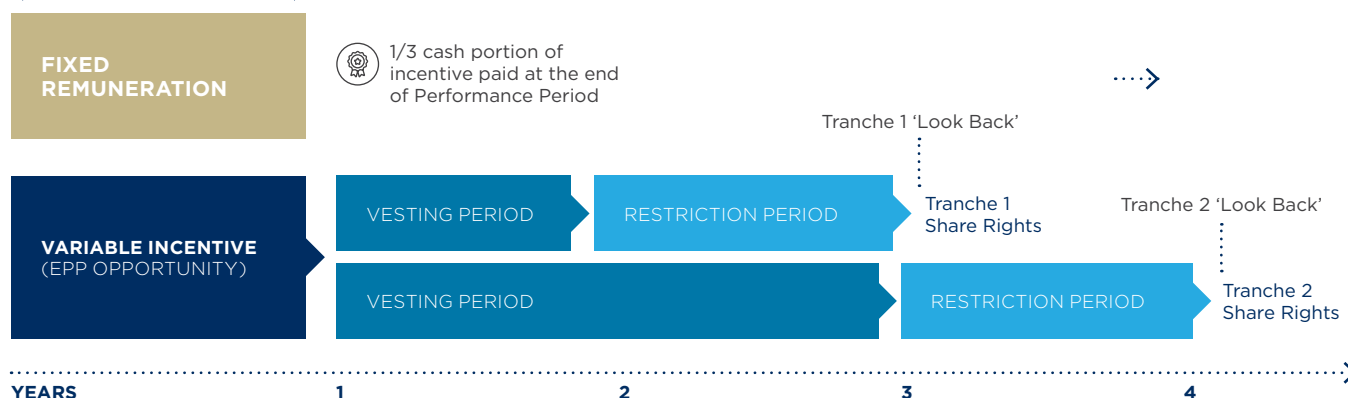 FIXED
REMUNERATION
1/3 cash portion of
incentive paid at the end
of Performance Period
Tranche 1 ‘Look Back’
VARIABLE INCENTIVE
(EPP OPPORTUNITY)
VESTING PERIOD
RESTRICTION PERIOD
Tranche 1
Share Rights
Tranche 2 ‘Look Back’
VESTING PERIOD
RESTRICTION PERIOD
Tranche 2
Share Rights
YEARS 1 2 3 4